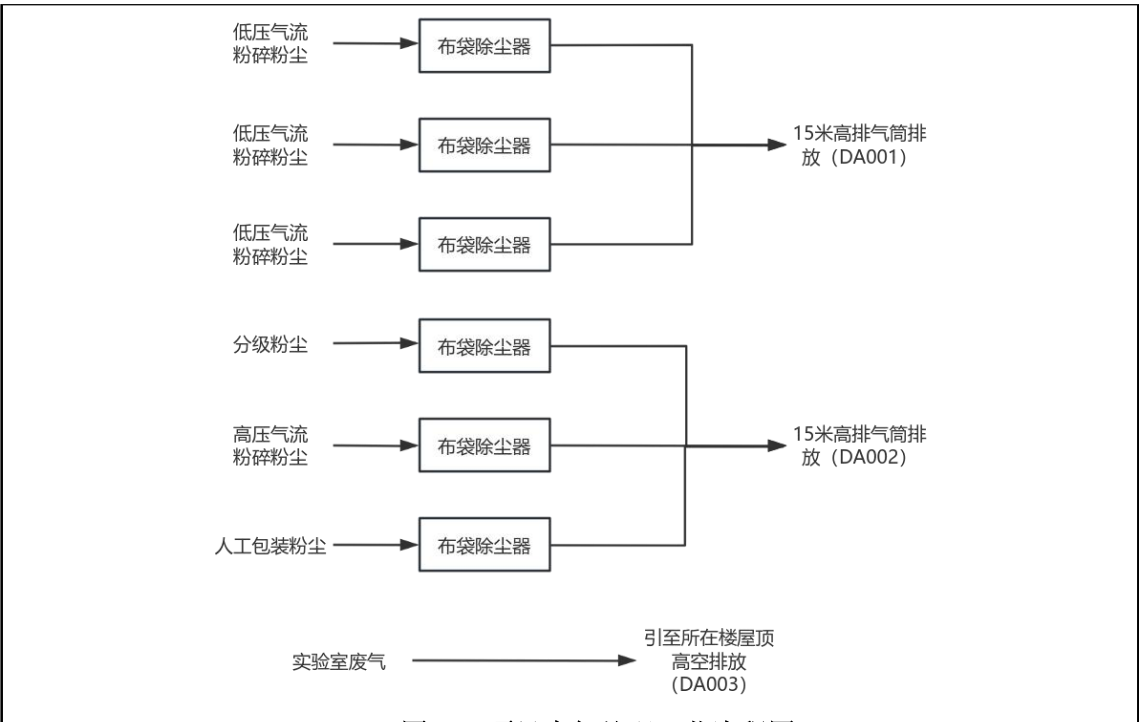 低压气流
粉碎粉尘
布袋除尘器
低压气流
粉碎粉尘
布袋除尘器
15米高排气筒排
放（DA001）
低压气流
粉碎粉尘
布袋除尘器
分级粉尘
布袋除尘器
高压气流
粉碎粉尘
布袋除尘器
15米高排气筒排
放（DA002）
人工包装粉尘
布袋除尘器
实验室废气
引至所在楼屋顶
高空排放
（DA003）